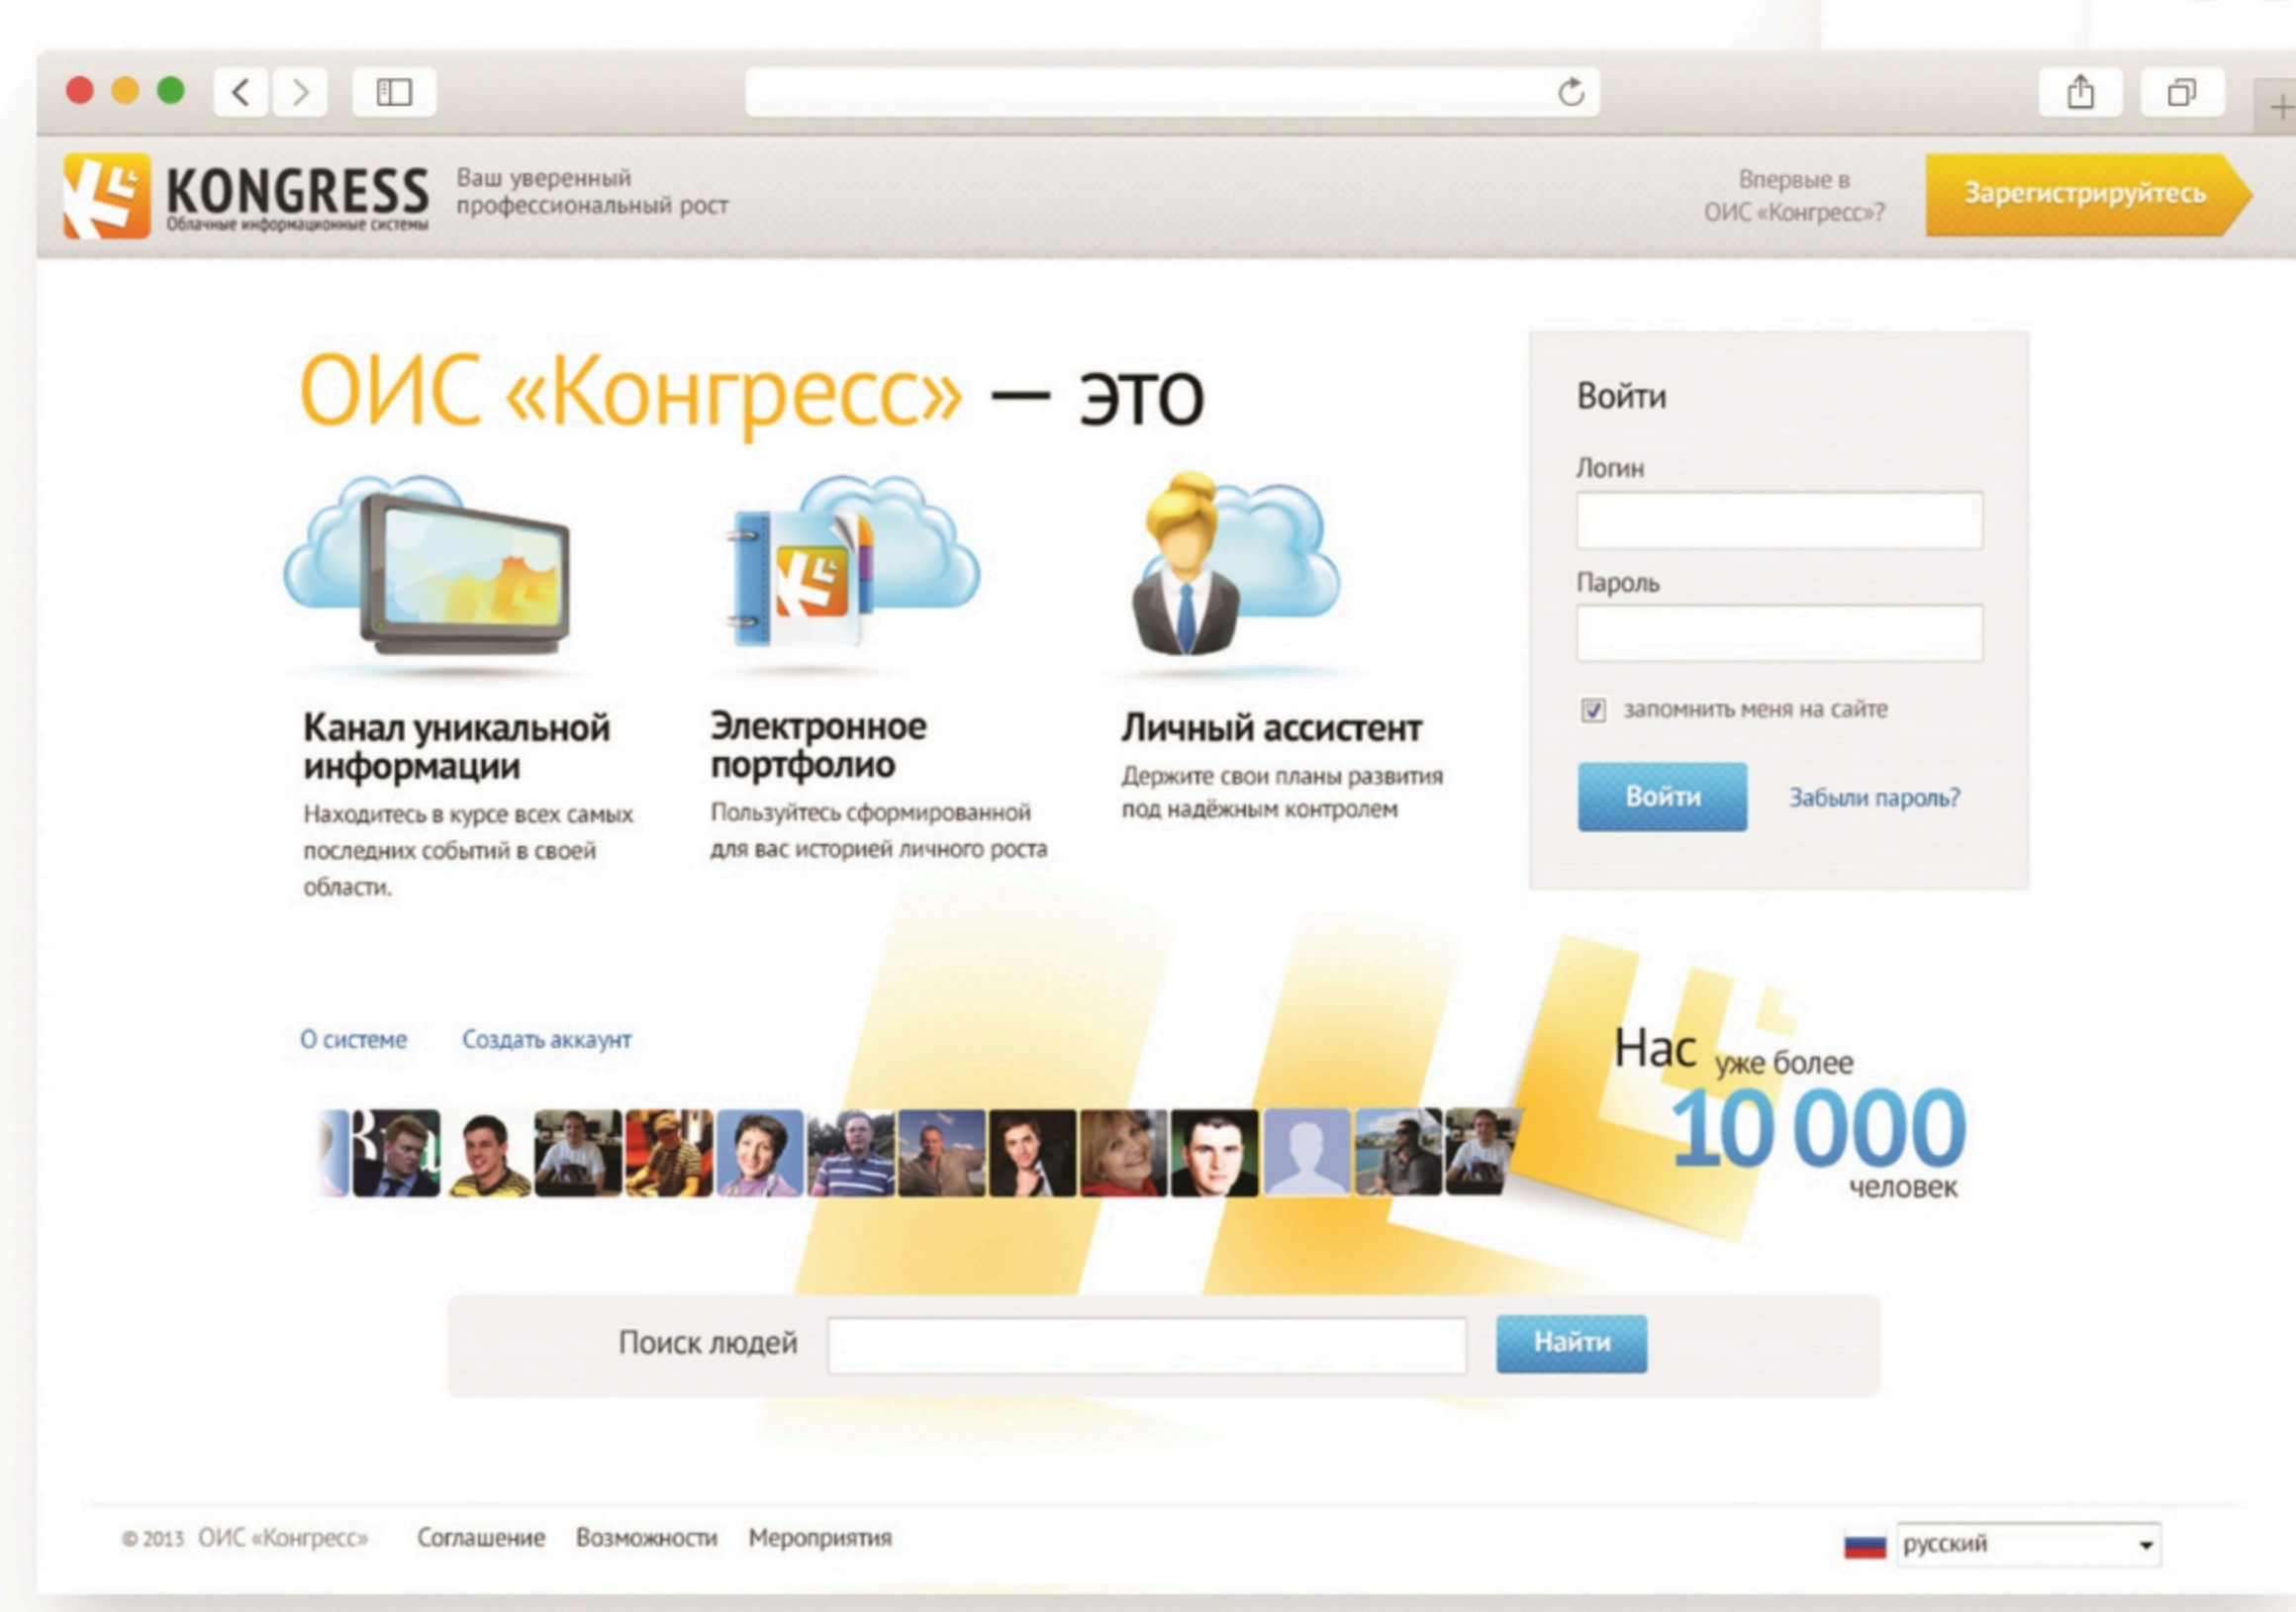 KONGRESS
Облачные информационные системы
Ваш уверенный
профессиональный рост
Впервые в
ОИС «Конгресс»?
Зарегистрируйтесь
ОИС «Конгресс» — это
Канал уникальной
информации
Находитесь в курсе всех самых
последних событий в своей
области.
Электронное
портфолио
Пользуйтесь сформированной
для вас историей личного роста
Личный ассистент
Держите свои планы развития
под надёжным контролем
Войти
Логин
Пароль
запомнить меня на сайте
Войти
Забыли пароль?
О системе
Создать аккаунт
Нас уже более
10 000
человек
Поиск людей
Найти
© 2013 ОИС «Конгресс»
Соглашение
Возможности
Мероприятия
русский